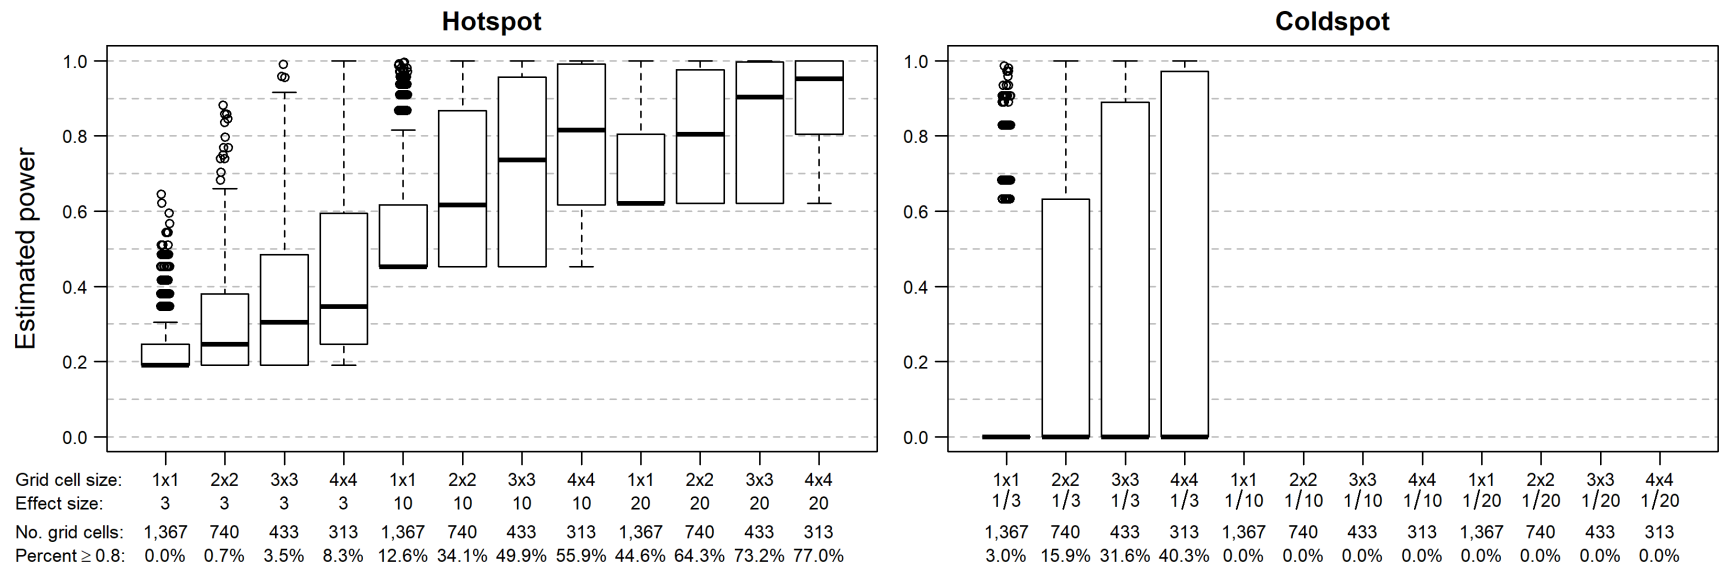 Hotspot
Coldspot
Estimated power
1.0
0.8
0.6
0.4
0.2
0.0
1.0
0.8
0.6
0.4
0.2
0.0
Grid cell size: 1x1 2x2 3x3 4x4 1x1 2x2 3x3 4x4 1x1 2x2 3x3 4x4
Effect size: 3 3 3 3 10 10 10 10 20 20 20 20
No. grid cells: 1,367 740 433 313 1,367 740 433 313 1,367 740 433 313
Percent ≥ 0.8: 0.0% 0.7% 3.5% 8.3% 12.6% 34.1% 49.9% 55.9% 44.6% 64.3% 73.2% 77.0%
1x1 2x2 3x3 4x4 1x1 2x2 3x3 4x4 1x1 2x2 3x3 4x4
1/3 1/3 1/3 1/3 1/10 1/10 1/10 1/10 1/20 1/20 1/20 1/20
1,367 740 433 313 1,367 740 433 313 1,367 740 433 313
3.0% 15.9% 31.6% 40.3% 0.0% 0.0% 0.0% 0.0% 0.0% 0.0% 0.0% 0.0%